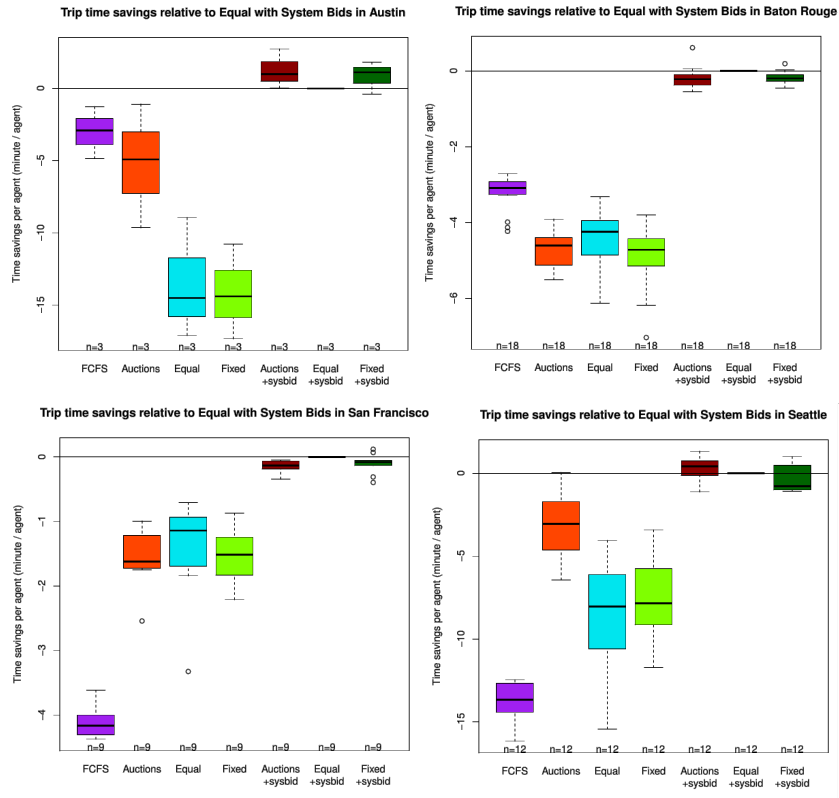 Trip time savings relative to Equal with System Bids in Austin
Time savings per agent (minute / agent)
0
−5
−10
−15
n=3 n=3 n=3 n=3 n=3 n=3 n=3
FCFS Auctions Equal Fixed Auctions Equal Fixed
+sysbid +sysbid +sysbid
Trip time savings relative to Equal with System Bids in Baton Rouge
Time savings per agent (minute / agent)
0
−2
−4
−6
n=18 n=18 n=18 n=18 n=18 n=18 n=18
FCFS Auctions Equal Fixed Auctions Equal Fixed
+sysbid +sysbid +sysbid
Trip time savings relative to Equal with System Bids in San Francisco
Time savings per agent (minute / agent)
0
−1
−2
−3
−4
n=9 n=9 n=9 n=9 n=9 n=9 n=9
FCFS Auctions Equal Fixed Auctions Equal Fixed
+sysbid +sysbid +sysbid
Trip time savings relative to Equal with System Bids in Seattle
Time savings per agent (minute / agent)
0
−5
−10
−15
n=12 n=12 n=12 n=12 n=12 n=12 n=12
FCFS Auctions Equal Fixed Auctions Equal Fixed
+sysbid +sysbid +sysbid